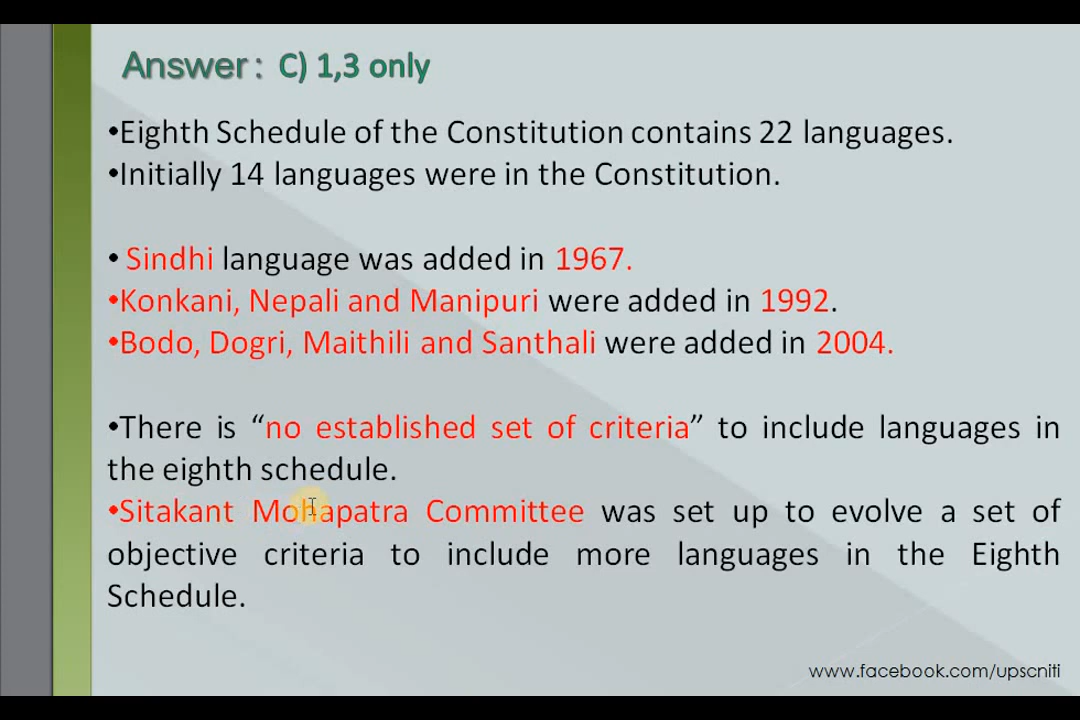 Answer: C) 1,3 only
•Eighth Schedule of the Constitution contains 22 languages.
•Initially 14 languages were in the Constitution.
• Sindhi language was added in 1967.
•Konkani, Nepali and Manipuri were added in 1992.
•Bodo, Dogri, Maithili and Santhali were added in 2004.
•There is “no established set of criteria” to include languages in
the eighth schedule.
•Sitakant Mohapatra Committee was set up to evolve a set of
objective criteria to include more languages in the Eighth
Schedule.
www.facebook.com/upscniti